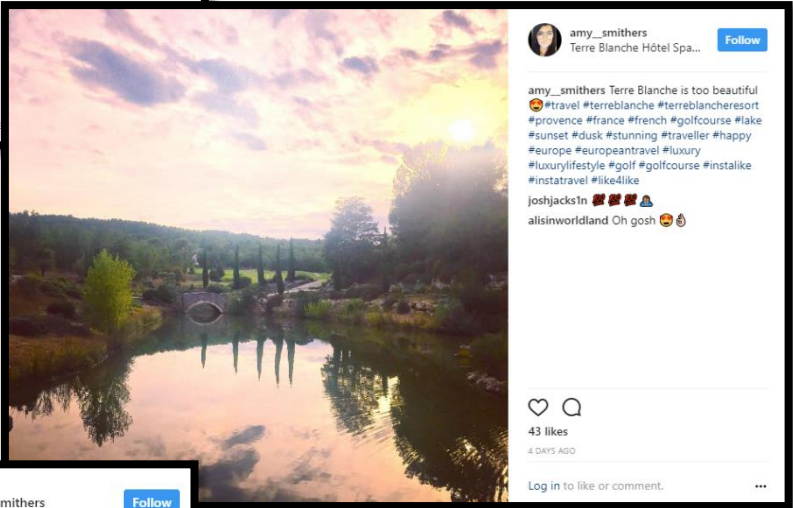 amy__smithers
Terre Blanche Hôtel Spa...
Follow
amy__smithers Terre Blanche is too beautiful
😍#travel #terreblanche #terreblancheresort
#provence #france #french #golfcourse #lake
#sunset #dusk #stunning #traveller #happy
#europe #europeantravel #luxury
#luxurylifestyle #golf #golfcourse #instalike
#instatravel #like4like
joshjacks1n 💯💯💯🙏🏾
alisinworldland Oh gosh 😍👌🏻
43 likes
4 DAYS AGO
Log in to like or comment.
mithers
Follow